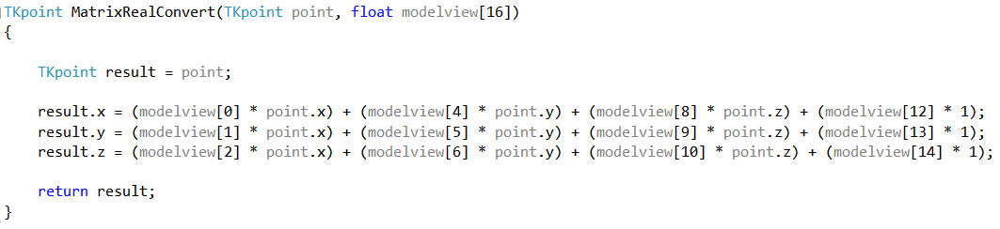 TKpoint MatrixRealConvert(TKpoint point, float modelview[16])
{
TKpoint result = point;
result.x = (modelview[0] * point.x) + (modelview[4] * point.y) + (modelview[8] * point.z) + (modelview[12] * 1);
result.y = (modelview[1] * point.x) + (modelview[5] * point.y) + (modelview[9] * point.z) + (modelview[13] * 1);
result.z = (modelview[2] * point.x) + (modelview[6] * point.y) + (modelview[10] * point.z) + (modelview[14] * 1);
return result;
}